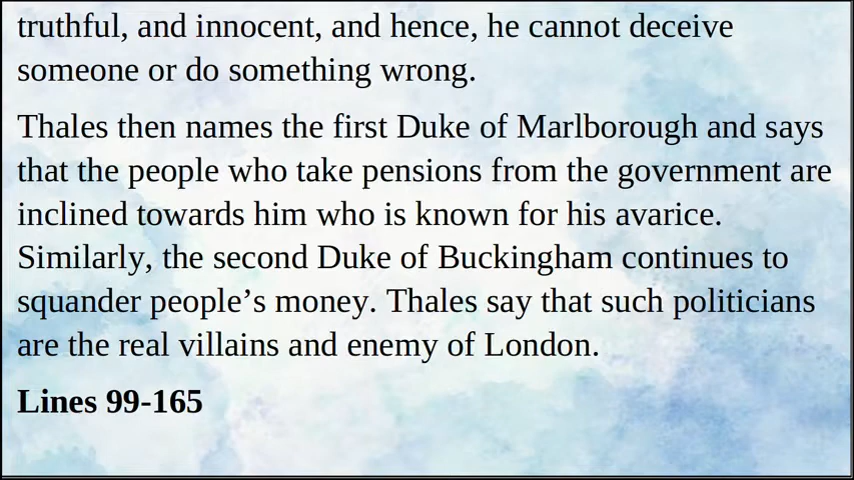 truthful, and innocent, and hence, he cannot deceive
someone or do something wrong.
Thales then names the first Duke of Marlborough and says
that the people who take pensions from the government are
inclined towards him who is known for his avarice.
Similarly, the second Duke of Buckingham continues to
squander people’s money. Thales say that such politicians
are the real villains and enemy of London.
Lines 99-165